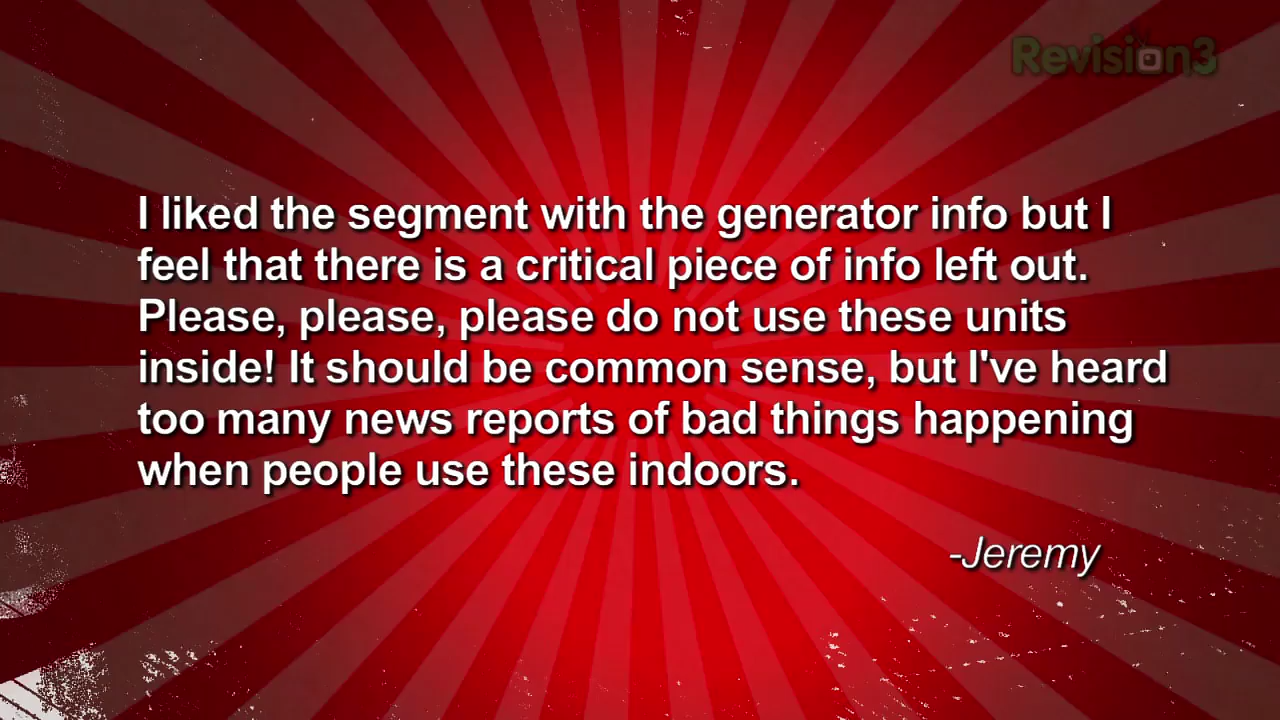 Revision3
I liked the segment with the generator info but I
feel that there is a critical piece of info left out.
Please, please, please do not use these units
inside! It should be common sense, but I've heard
too many news reports of bad things happening
when people use these indoors.
-Jeremy